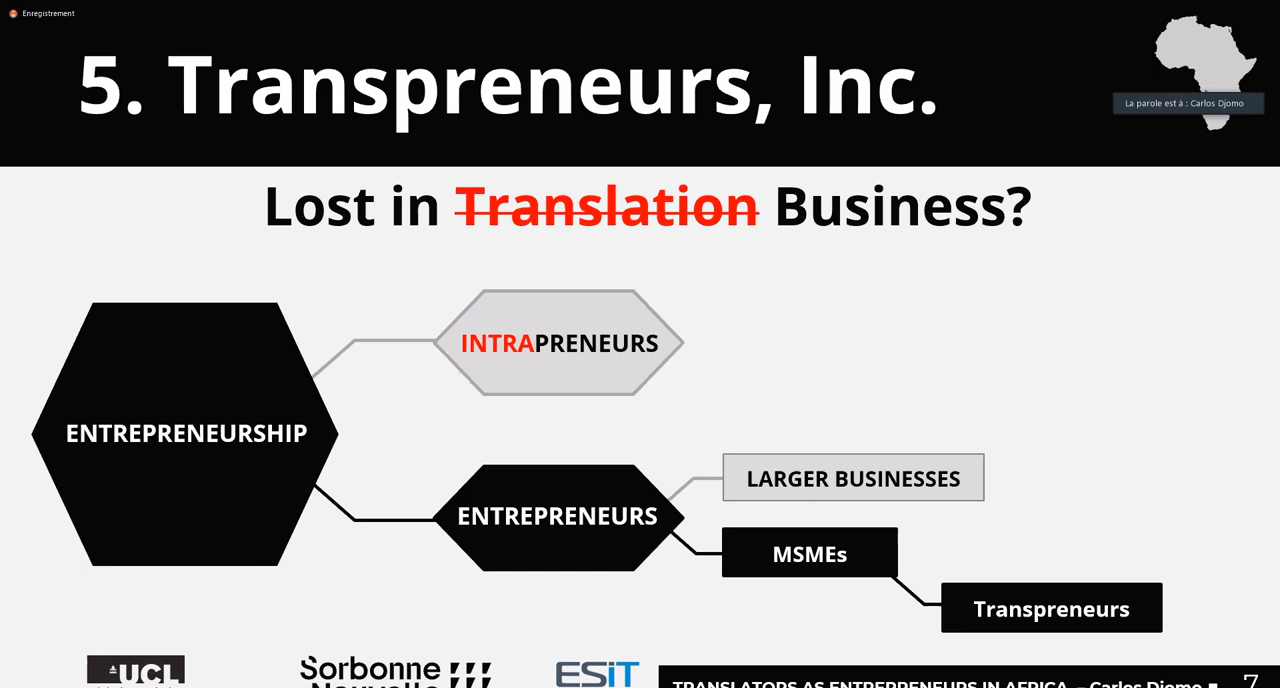 Enregistrement
5. Transpreneurs, Inc.
La parole est à : Carlos Djomo
Lost in Translation Business?
INTRAPRENEURS
ENTREPRENEURSHIP
LARGER BUSINESSES
ENTREPRENEURS
MSMEs
Transpreneurs
UCL
Sorbonne
Nouvelle
ESiT
TRANSLATORS AS ENTREPRENEURS IN AFRICA – Carlos Djomo
7